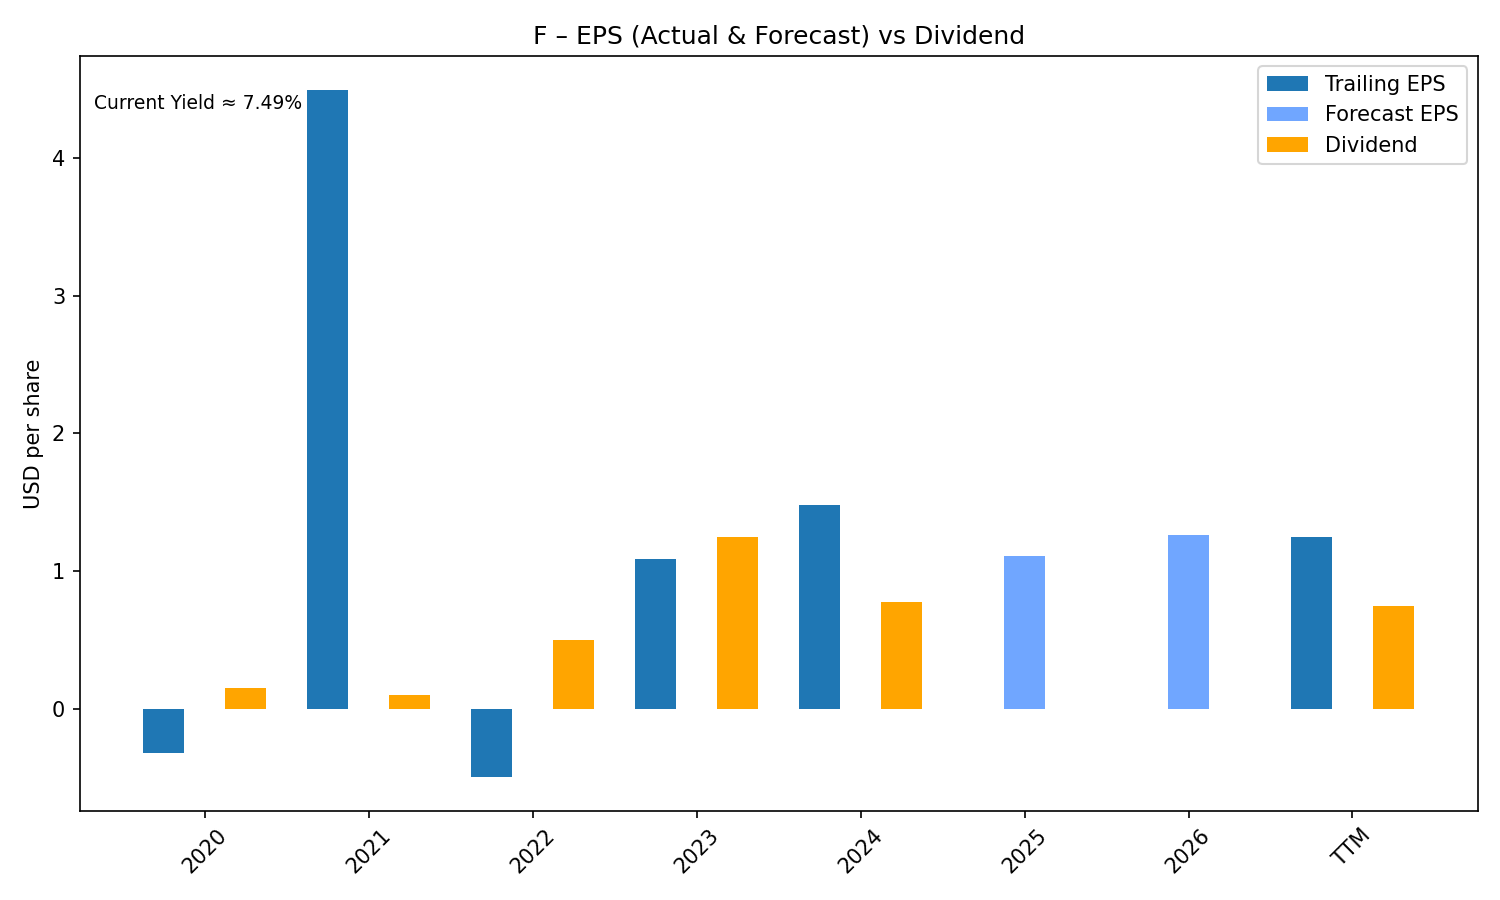 F – EPS (Actual & Forecast) vs Dividend
Current Yield ≈ 7.49%
Trailing EPS
Forecast EPS
Dividend
USD per share
4
3
2
1
0
2020
2021
2022
2023
2024
2025
2026
TTM